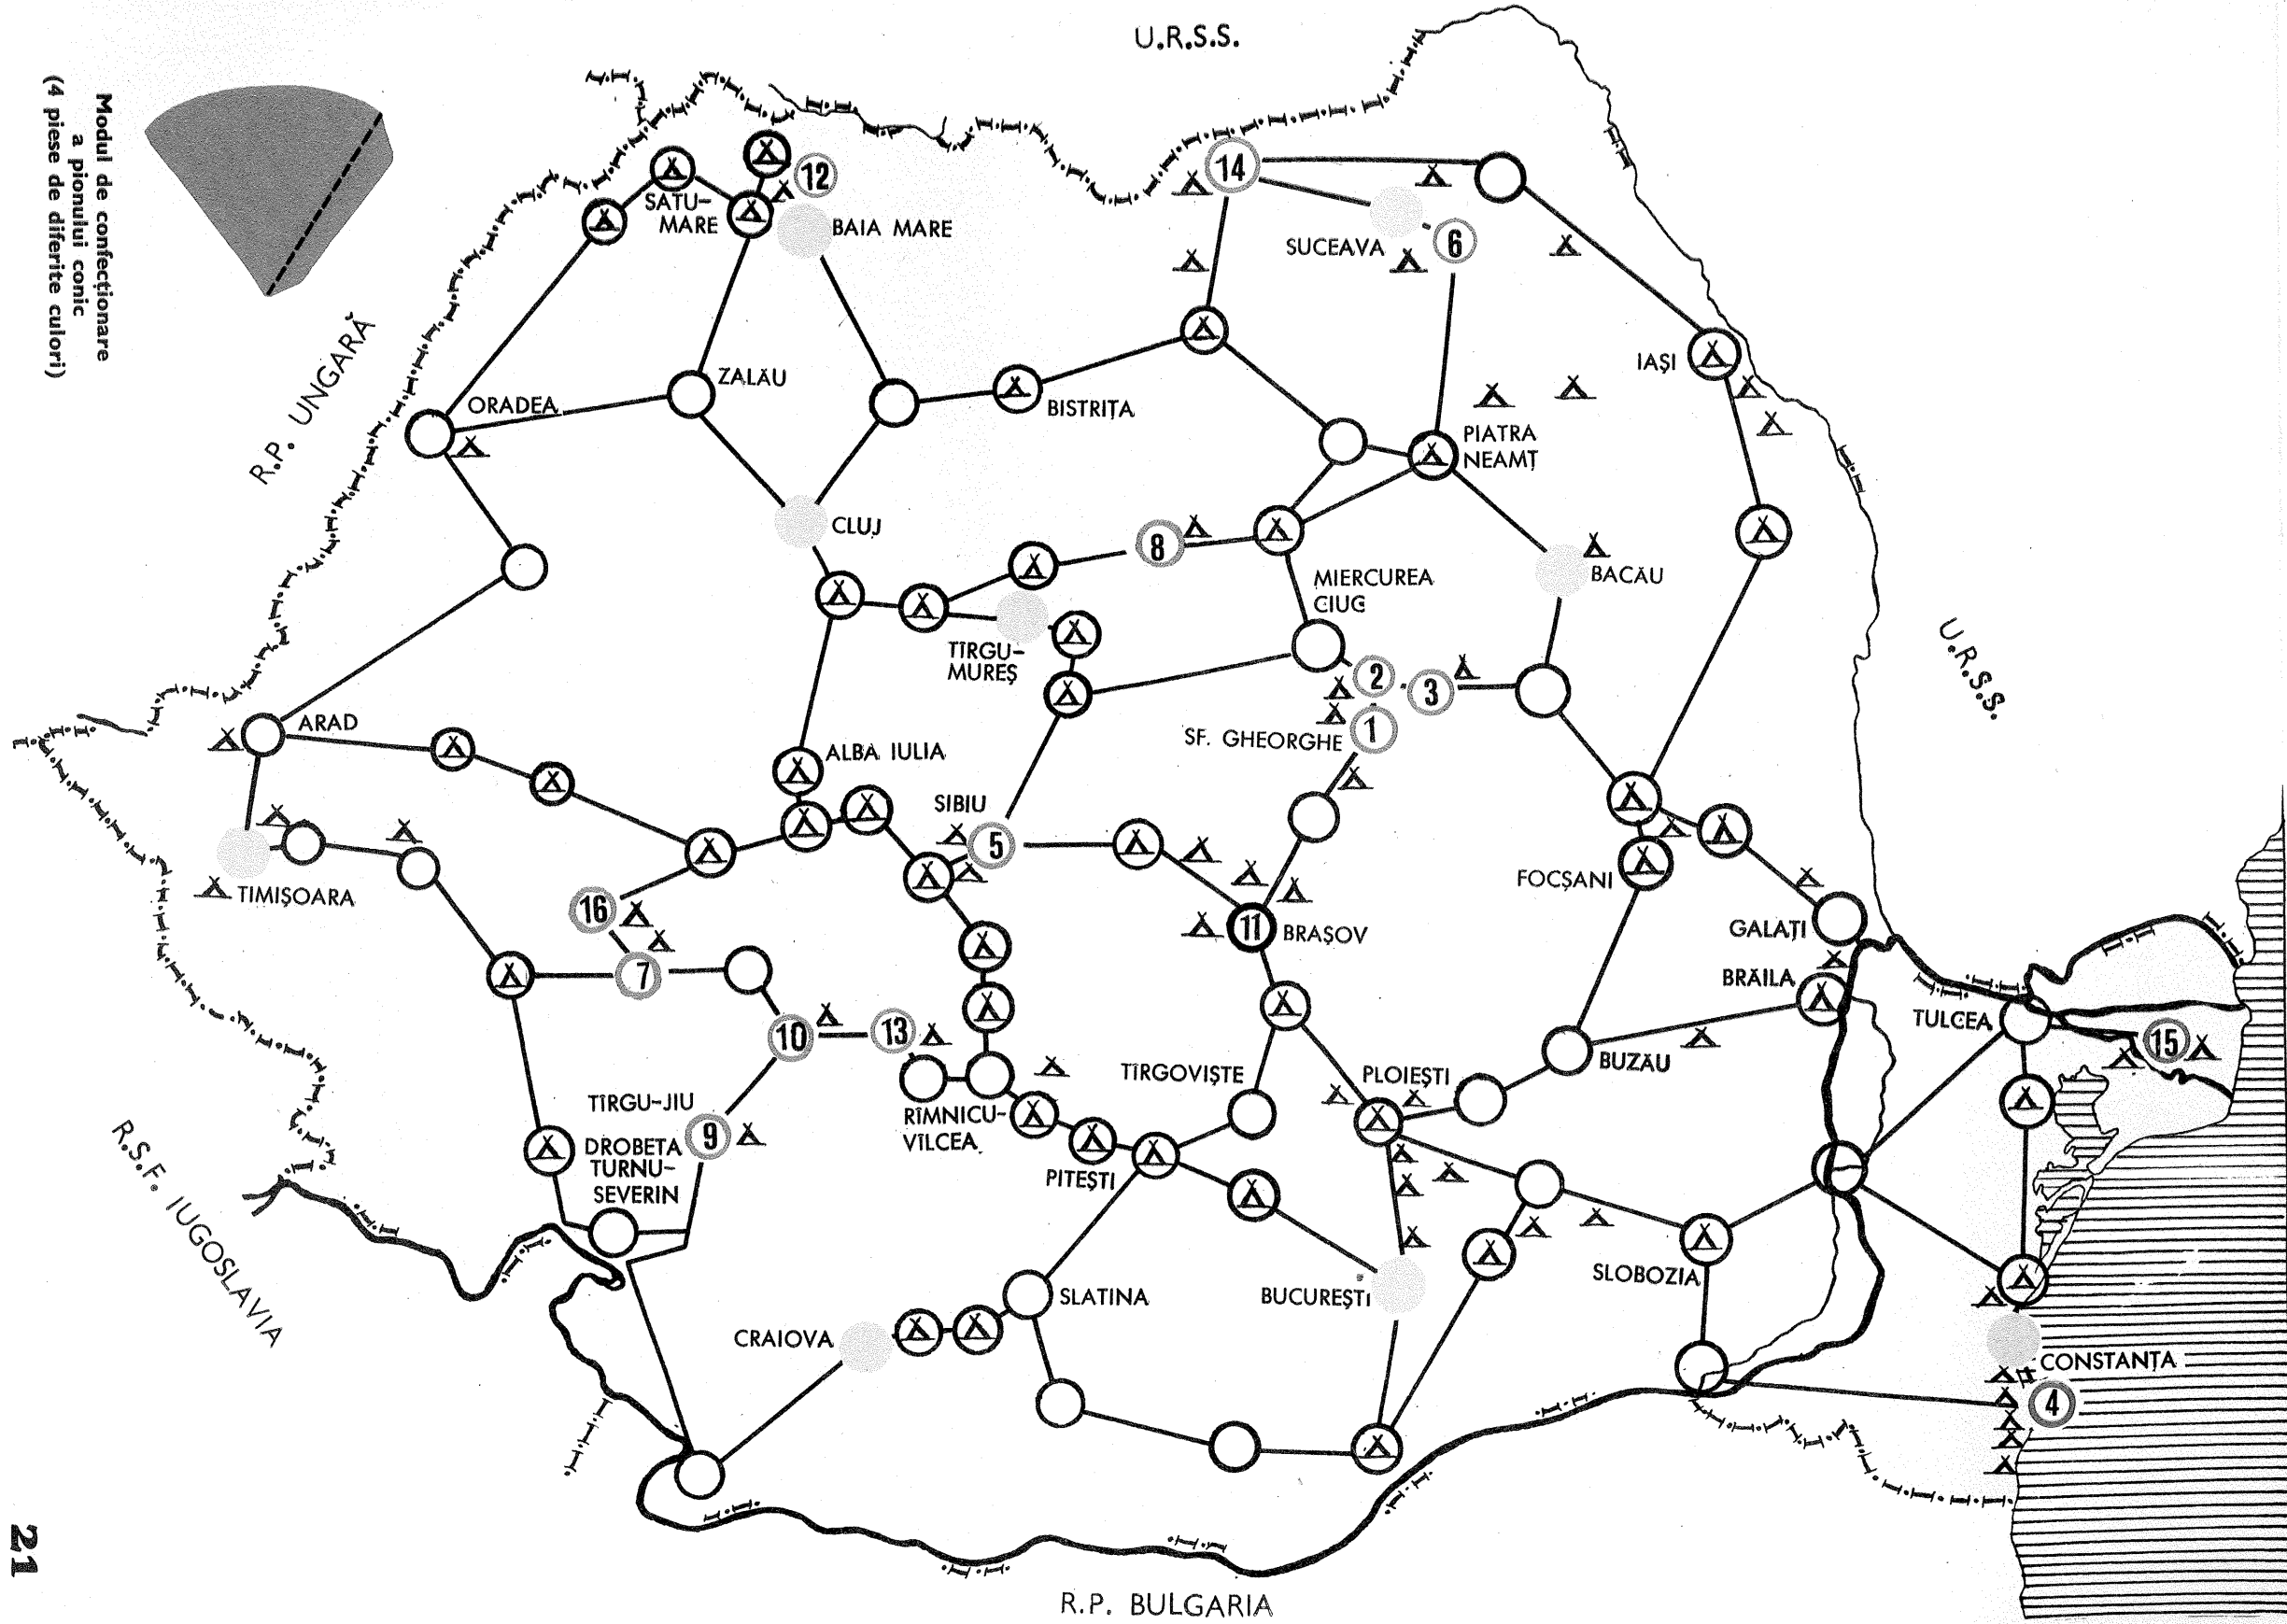 U.R.S.S.
Modul de confecționare
a pionului conic
(4 piese de diferite culori)
14
12
SATU-
MARE
BAIA MARE
SUCEAVA
6
R.P. UNGARĂ
IAȘI
ZALĂU
ORADEA
BISTRIȚA
PIATRA
NEAMȚ
CLUJ
8
BACĂU
MIERCUREA
CIUC
TÎRGU-
MUREȘ
2
3
1
SF. GHEORGHE
U.R.S.S.
ARAD
ALBA IULIA
SIBIU
5
TIMIȘOARA
FOCȘANI
16
11
BRAȘOV
GALAȚI
7
BRĂILA
TULCEA
15
10
13
BUZĂU
TÎRGOVIȘTE
PLOIEȘTI
TÎRGU-JIU
9
RÎMNICU-
VÎLCEA
DROBETA
TURNU-
SEVERIN
PITEȘTI
R.S.F. IUGOSLAVIA
SLOBOZIA
SLATINA
BUCUREȘTI
CRAIOVA
CONSTANȚA
4
21
R.P. BULGARIA